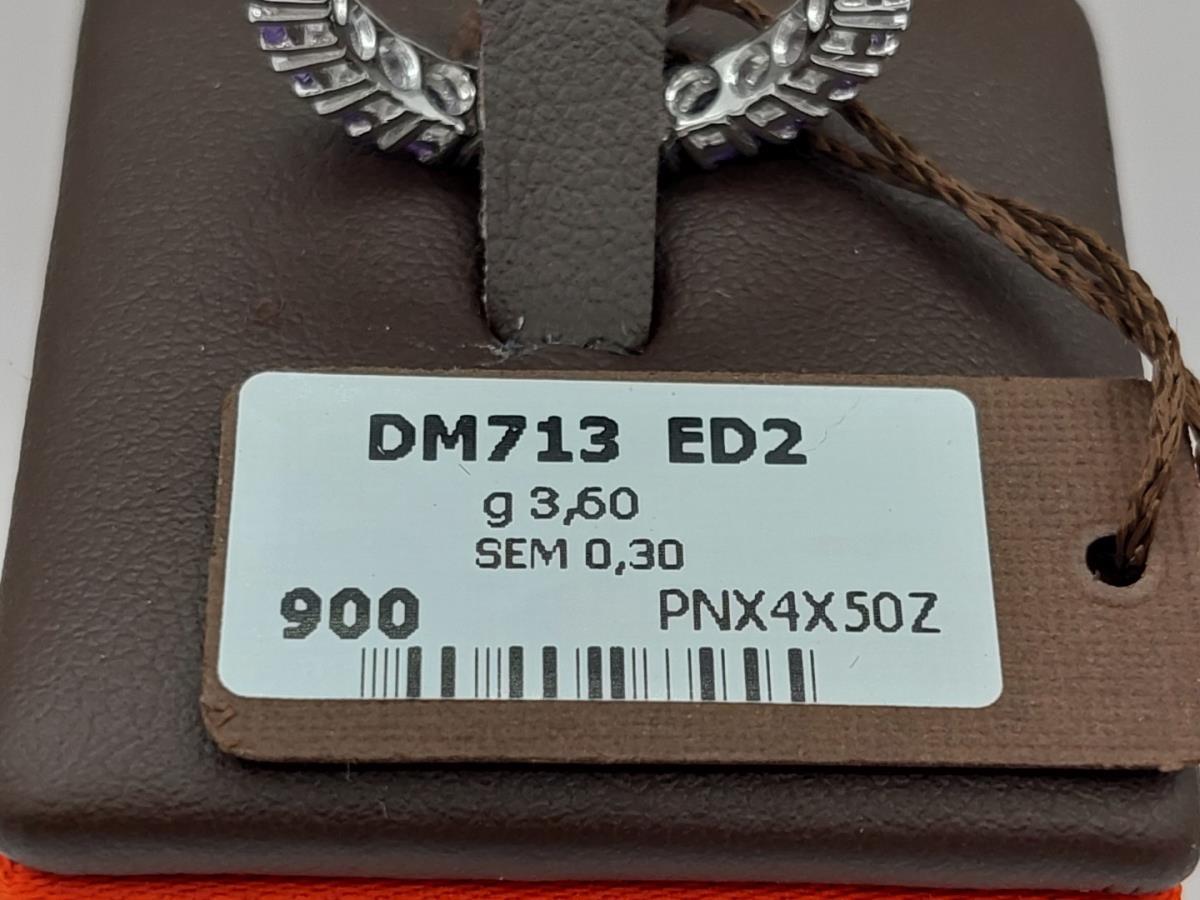 DM713 ED2
g 3,60
SEM 0,30
900 PNX4X50Z